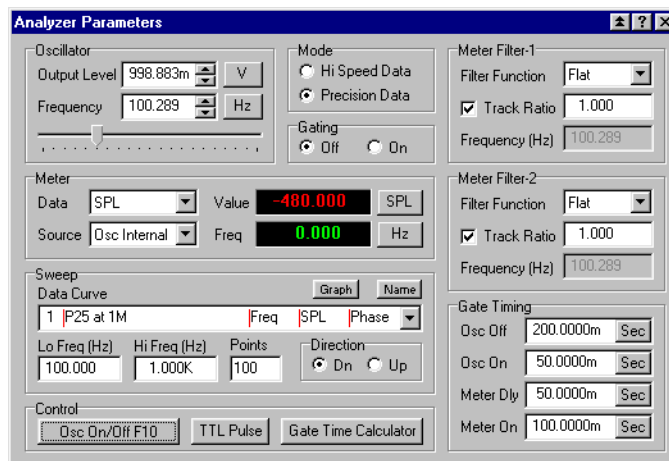 Analyzer Parameters
Oscillator
Output Level 998.883m V
Frequency 100.289 Hz
Mode
Hi Speed Data
Precision Data
Gating
Off On
Meter
Data SPL Value -480.000 SPL
Source Osc Internal Freq 0.000 Hz
Sweep
Data Curve Graph Name
1 P25 at 1M Freq SPL Phase
Lo Freq (Hz) Hi Freq (Hz) Points Direction
100.000 1.000K 100 Dn Up
Control
Osc On/Off F10 TTL Pulse Gate Time Calculator
Meter Filter-1
Filter Function Flat
Track Ratio 1.000
Frequency (Hz) 100.289
Meter Filter-2
Filter Function Flat
Track Ratio 1.000
Frequency (Hz) 100.289
Gate Timing
Osc Off 200.0000m Sec
Osc On 50.0000m Sec
Meter Dly 50.0000m Sec
Meter On 100.0000m Sec